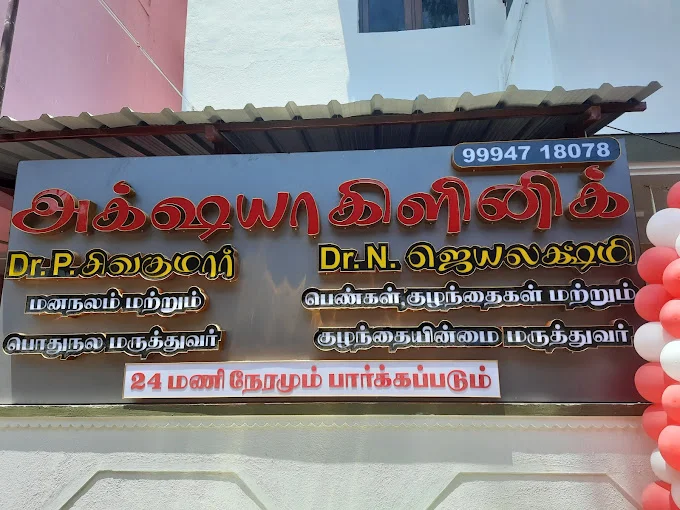 99947 18078
அக்ஷயா கிளினிக்
Dr. P. சிவகுமார்
மனநலம் மற்றும்
பொதுநல மருத்துவர்
Dr. N. ஜெயலக்ஷ்மி
பெண்கள், குழந்தைகள் மற்றும்
குழந்தையின்மை மருத்துவர்
24 மணி நேரமும் பார்க்கப்படும்